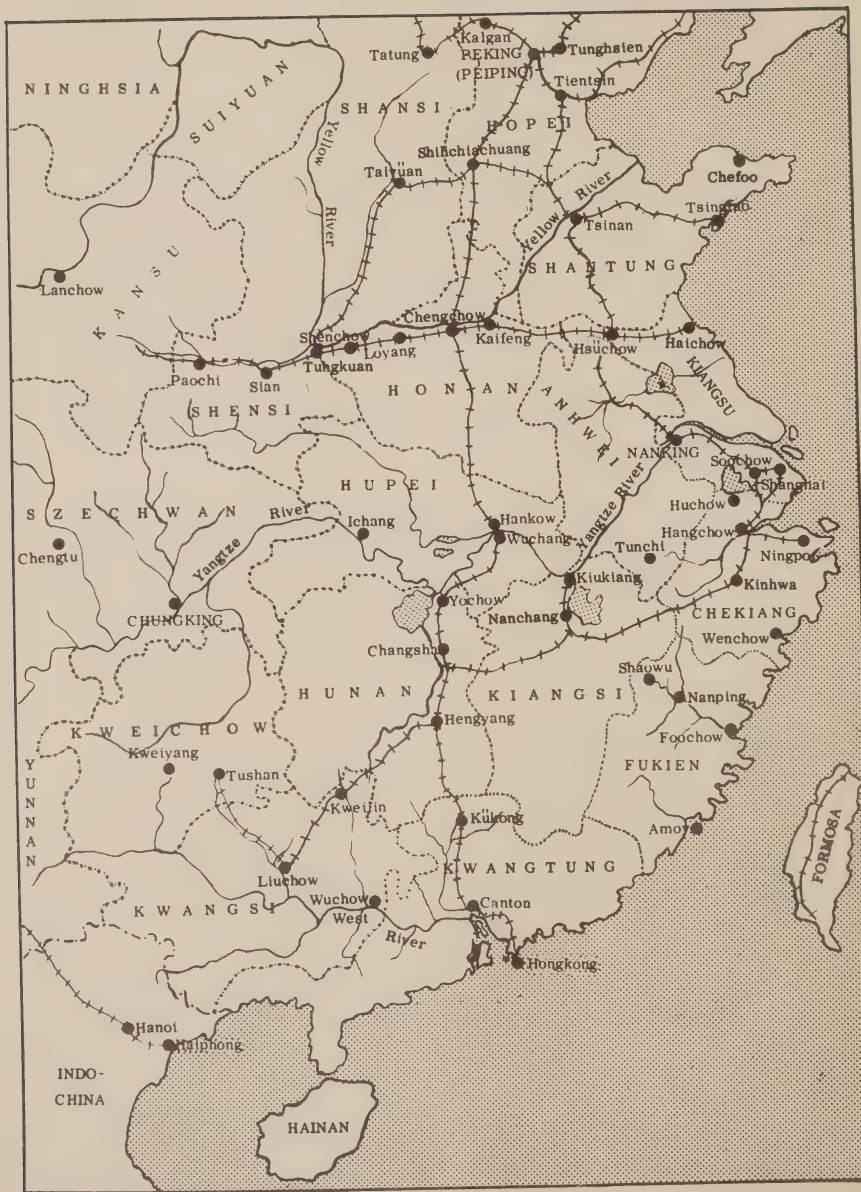 Kalgan
Tatung
PEKING
(PEIPING)
Tunghsien
Tientsin
NINGHSIA
SUIYUAN
SHANSI
HOPEI
Yellow
River
Shihchiachuang
Taiyüan
Chefoo
Yellow River
Tsinan
Tsingtao
SHANTUNG
KANSU
Lanchow
Chengchow
Kaifeng
Hsüchow
Haichow
Shenchow
Loyang
Tungkuan
Paochi
Sian
SHENSI
HONAN
ANHWEI
KIANGSU
NANKING
Soochow
Shanghai
HUPEI
SZECHWAN
Yangtze River
Ichang
Hankow
Wuchang
Yangtze River
Huchow
Hangchow
Ningpo
Chengtu
Tunchi
Kiukiang
Kinhwa
CHUNGKING
Yochow
Nanchang
CHEKIANG
Wenchow
Changsha
HUNAN
KIANGSI
Shaowu
Nanping
KWEICHOW
Hengyang
Foochow
Kweiyang
Tushan
FUKIEN
YUNNAN
Kweilin
Kukong
Amoy
FORMOSA
KWANGTUNG
Liuchow
KWANGSI
Wuchow
Canton
West
River
Hongkong
Hanoi
Haiphong
INDO-
CHINA
HAINAN